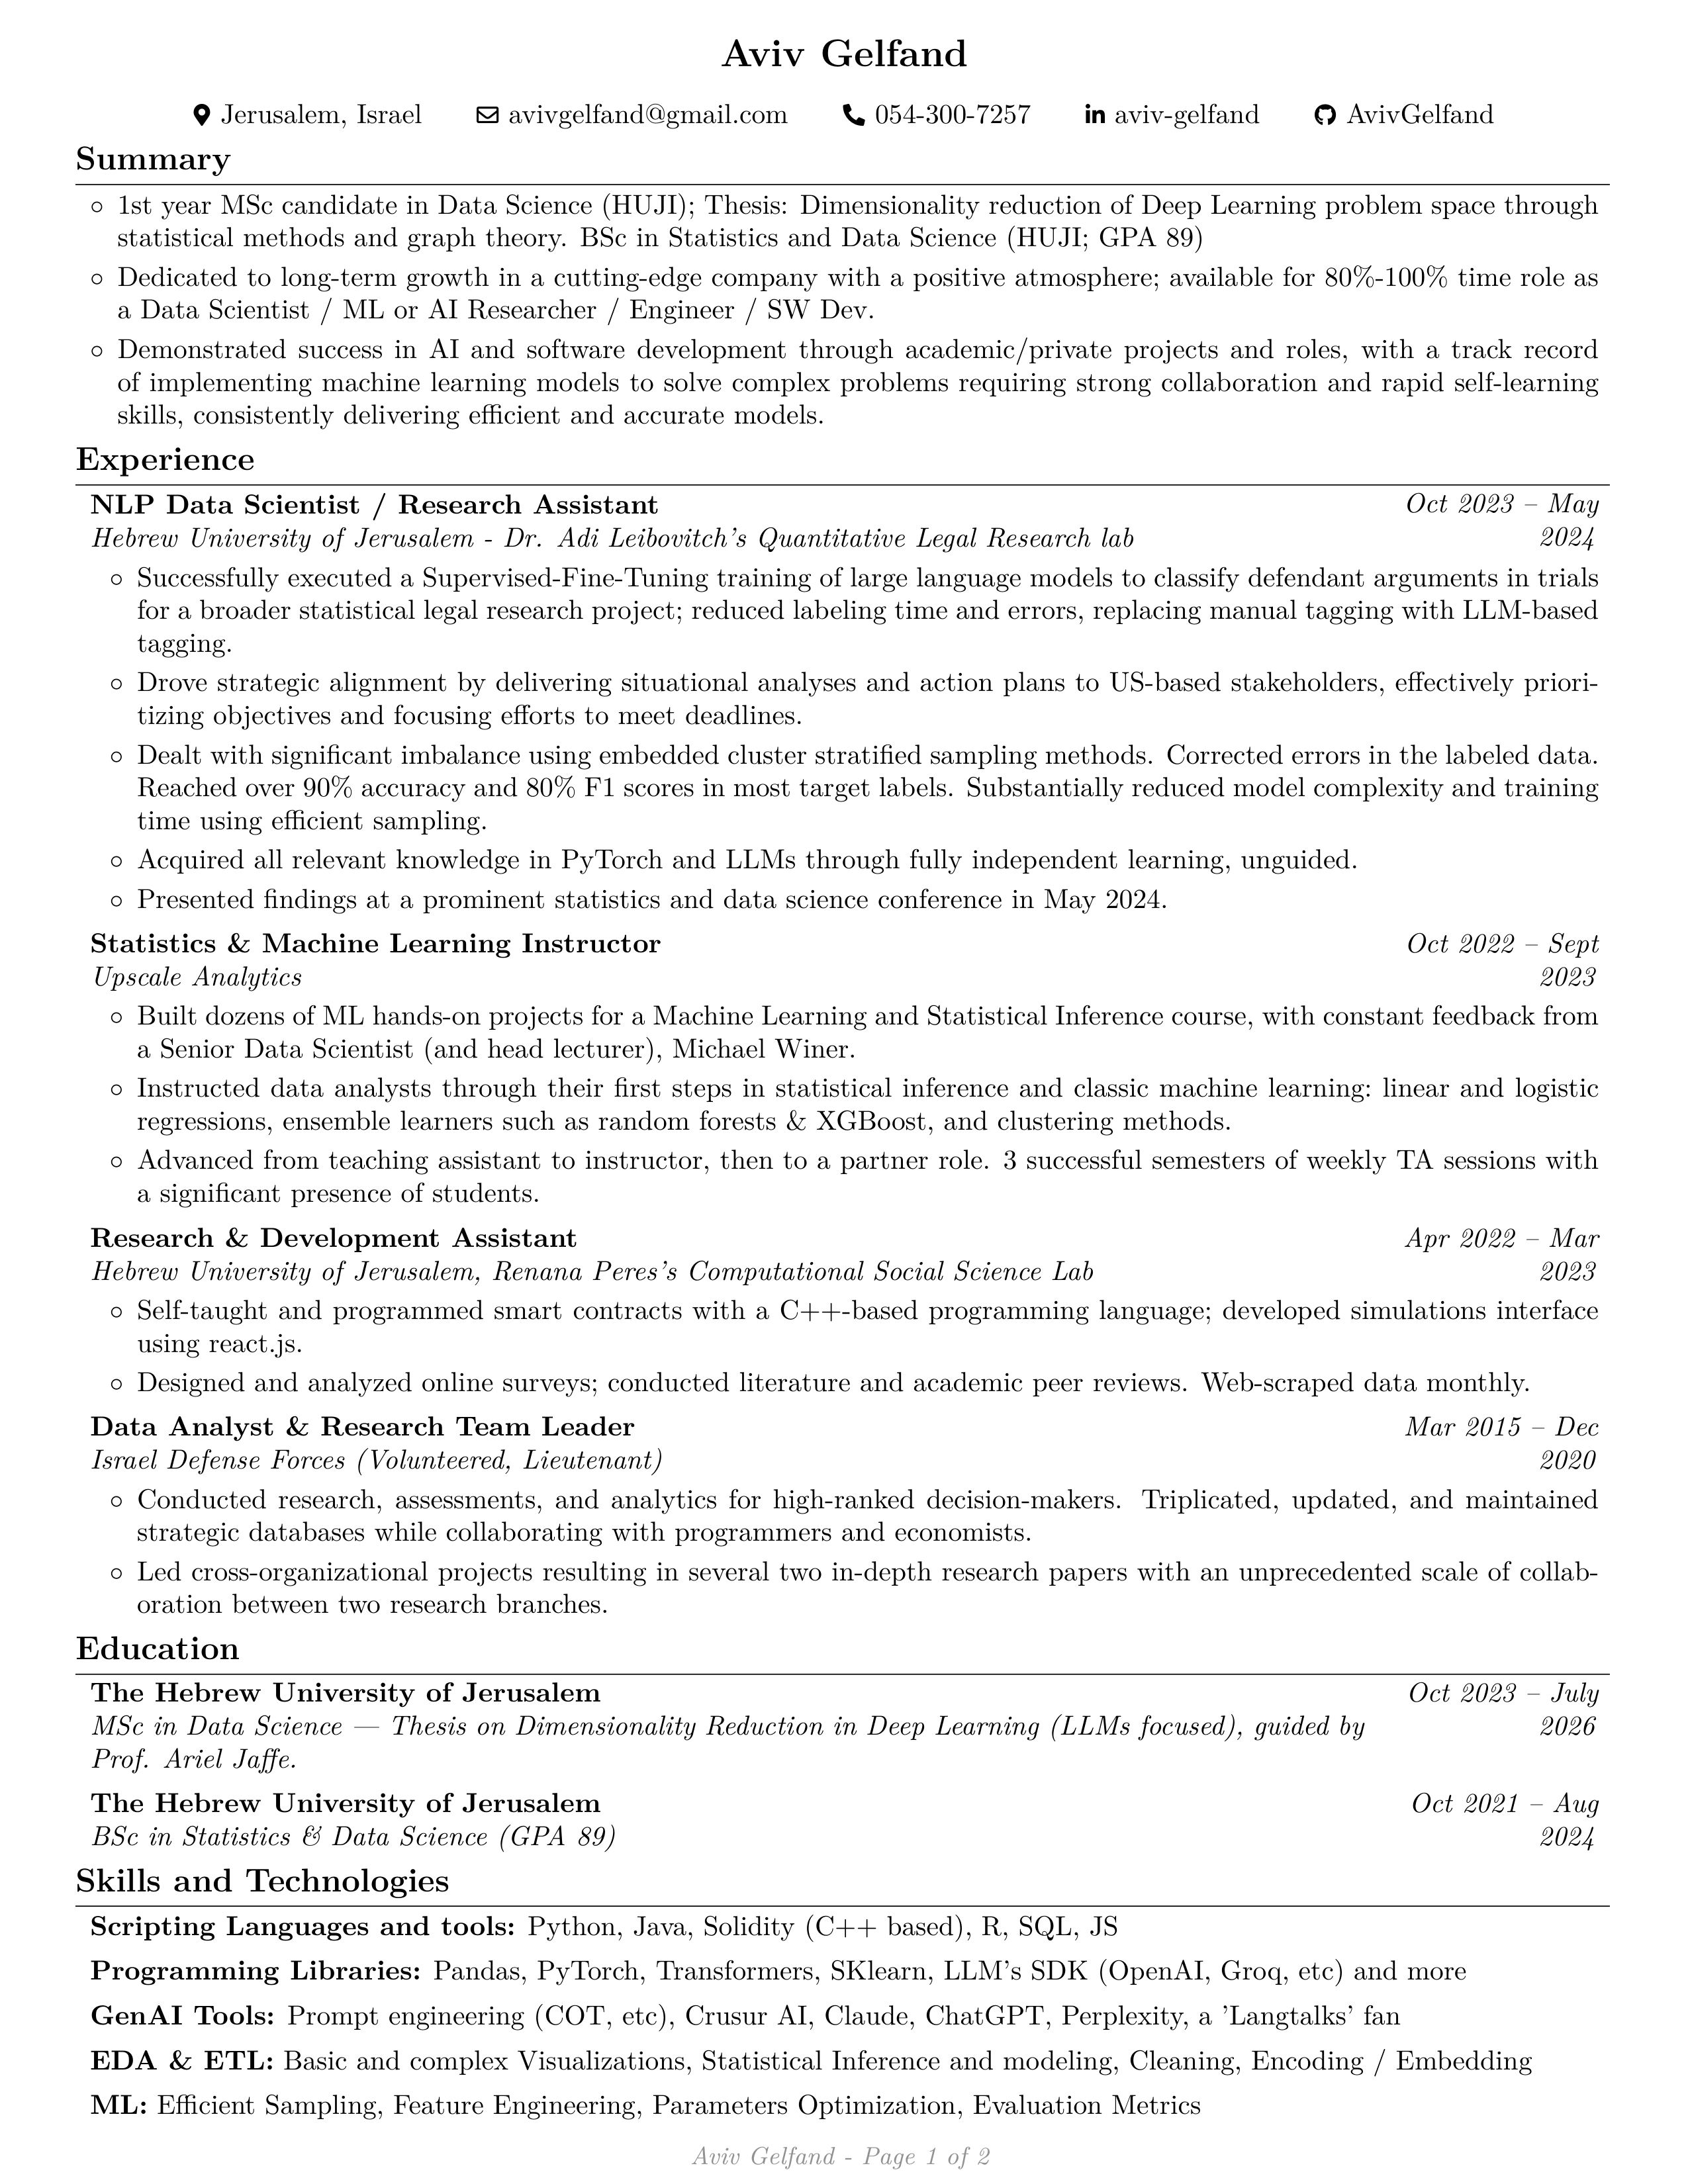 Aviv Gelfand
Jerusalem, Israel avivgelfand@gmail.com 054-300-7257 aviv-gelfand AvivGelfand
Summary
◦ 1st year MSc candidate in Data Science (HUJI); Thesis: Dimensionality reduction of Deep Learning problem space through
statistical methods and graph theory. BSc in Statistics and Data Science (HUJI; GPA 89)
◦ Dedicated to long-term growth in a cutting-edge company with a positive atmosphere; available for 80%-100% time role as
a Data Scientist / ML or AI Researcher / Engineer / SW Dev.
◦ Demonstrated success in AI and software development through academic/private projects and roles, with a track record
of implementing machine learning models to solve complex problems requiring strong collaboration and rapid self-learning
skills, consistently delivering efficient and accurate models.
Experience
NLP Data Scientist / Research Assistant Oct 2023 – May
Hebrew University of Jerusalem - Dr. Adi Leibovitch's Quantitative Legal Research lab 2024
◦ Successfully executed a Supervised-Fine-Tuning training of large language models to classify defendant arguments in trials
for a broader statistical legal research project; reduced labeling time and errors, replacing manual tagging with LLM-based
tagging.
◦ Drove strategic alignment by delivering situational analyses and action plans to US-based stakeholders, effectively priori-
tizing objectives and focusing efforts to meet deadlines.
◦ Dealt with significant imbalance using embedded cluster stratified sampling methods. Corrected errors in the labeled data.
Reached over 90% accuracy and 80% F1 scores in most target labels. Substantially reduced model complexity and training
time using efficient sampling.
◦ Acquired all relevant knowledge in PyTorch and LLMs through fully independent learning, unguided.
◦ Presented findings at a prominent statistics and data science conference in May 2024.
Statistics & Machine Learning Instructor Oct 2022 – Sept
Upscale Analytics 2023
◦ Built dozens of ML hands-on projects for a Machine Learning and Statistical Inference course, with constant feedback from
a Senior Data Scientist (and head lecturer), Michael Winer.
◦ Instructed data analysts through their first steps in statistical inference and classic machine learning: linear and logistic
regressions, ensemble learners such as random forests & XGBoost, and clustering methods.
◦ Advanced from teaching assistant to instructor, then to a partner role. 3 successful semesters of weekly TA sessions with
a significant presence of students.
Research & Development Assistant Apr 2022 – Mar
Hebrew University of Jerusalem, Renana Peres's Computational Social Science Lab 2023
◦ Self-taught and programmed smart contracts with a C++-based programming language; developed simulations interface
using react.js.
◦ Designed and analyzed online surveys; conducted literature and academic peer reviews. Web-scraped data monthly.
Data Analyst & Research Team Leader Mar 2015 – Dec
Israel Defense Forces (Volunteered, Lieutenant) 2020
◦ Conducted research, assessments, and analytics for high-ranked decision-makers. Triplicated, updated, and maintained
strategic databases while collaborating with programmers and economists.
◦ Led cross-organizational projects resulting in several two in-depth research papers with an unprecedented scale of collab-
oration between two research branches.
Education
The Hebrew University of Jerusalem Oct 2023 – July
MSc in Data Science — Thesis on Dimensionality Reduction in Deep Learning (LLMs focused), guided by 2026
Prof. Ariel Jaffe.
The Hebrew University of Jerusalem Oct 2021 – Aug
BSc in Statistics & Data Science (GPA 89) 2024
Skills and Technologies
Scripting Languages and tools: Python, Java, Solidity (C++ based), R, SQL, JS
Programming Libraries: Pandas, PyTorch, Transformers, SKlearn, LLM's SDK (OpenAI, Groq, etc) and more
GenAI Tools: Prompt engineering (COT, etc), Crusur AI, Claude, ChatGPT, Perplexity, a 'Langtalks' fan
EDA & ETL: Basic and complex Visualizations, Statistical Inference and modeling, Cleaning, Encoding / Embedding
ML: Efficient Sampling, Feature Engineering, Parameters Optimization, Evaluation Metrics
Aviv Gelfand - Page 1 of 2